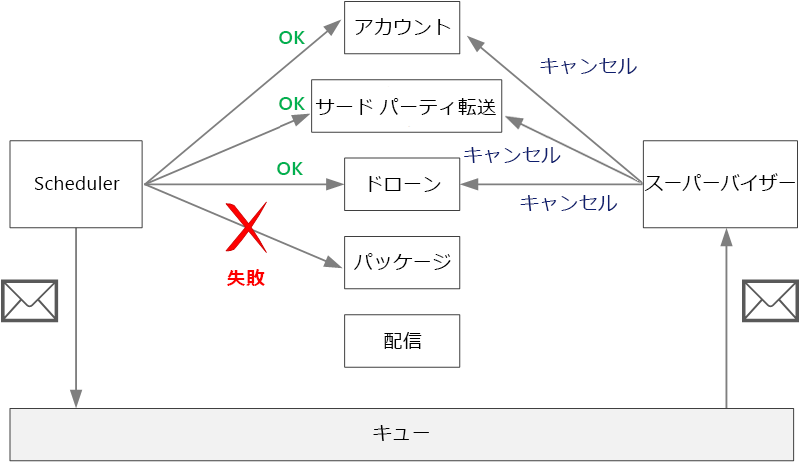 アカウント
OK
キャンセル
サード パーティ転送
OK
キャンセル
Scheduler
OK
ドローン
スーパーバイザー
キャンセル
パッケージ
失敗
配信
キュー